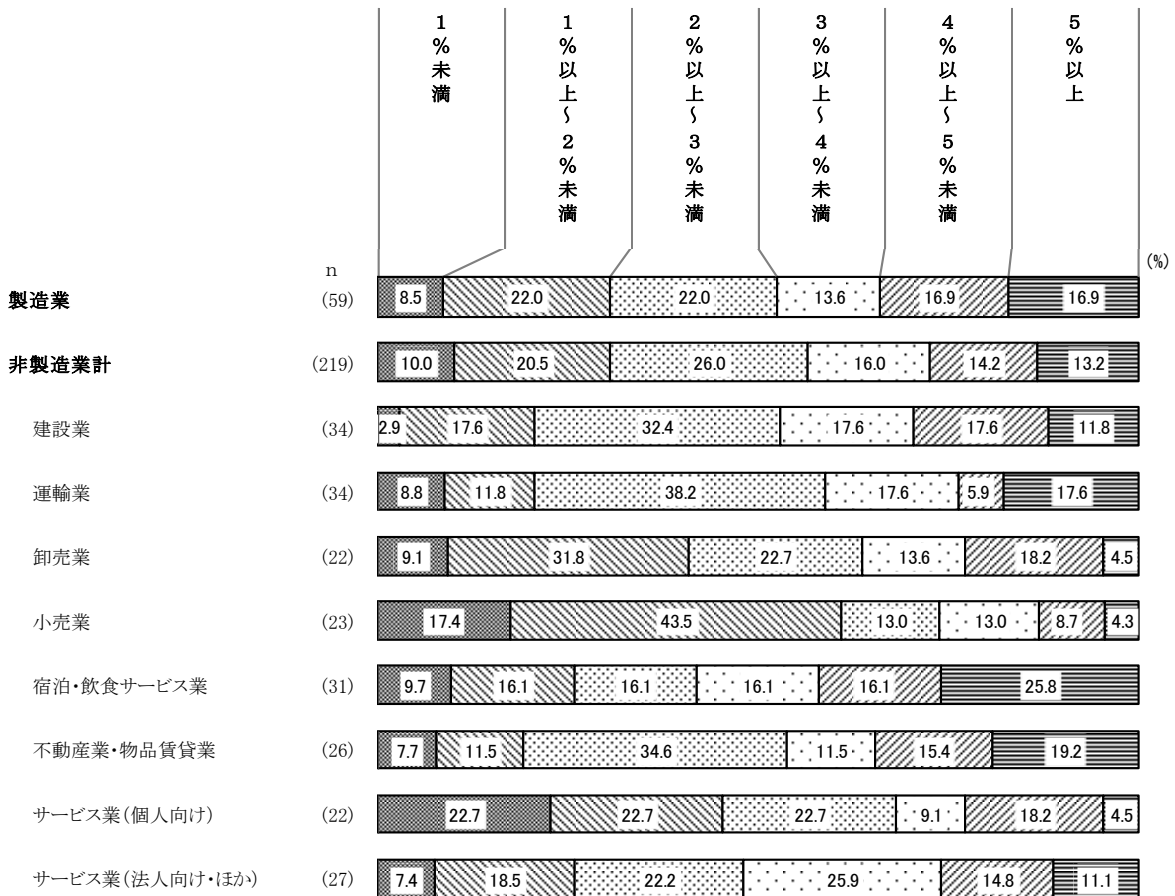 1%未満
1%以上~2%未満
2%以上~3%未満
3%以上~4%未満
4%以上~5%未満
5%以上
(%)
n
製造業 (59) 8.5 22.0 22.0 13.6 16.9 16.9
非製造業計 (219) 10.0 20.5 26.0 16.0 14.2 13.2
建設業 (34) 2.9 17.6 32.4 17.6 17.6 11.8
運輸業 (34) 8.8 11.8 38.2 17.6 5.9 17.6
卸売業 (22) 9.1 31.8 22.7 13.6 18.2 4.5
小売業 (23) 17.4 43.5 13.0 13.0 8.7 4.3
宿泊・飲食サービス業 (31) 9.7 16.1 16.1 16.1 16.1 25.8
不動産業・物品賃貸業 (26) 7.7 11.5 34.6 11.5 15.4 19.2
サービス業(個人向け) (22) 22.7 22.7 22.7 9.1 18.2 4.5
サービス業(法人向け・ほか) (27) 7.4 18.5 22.2 25.9 14.8 11.1